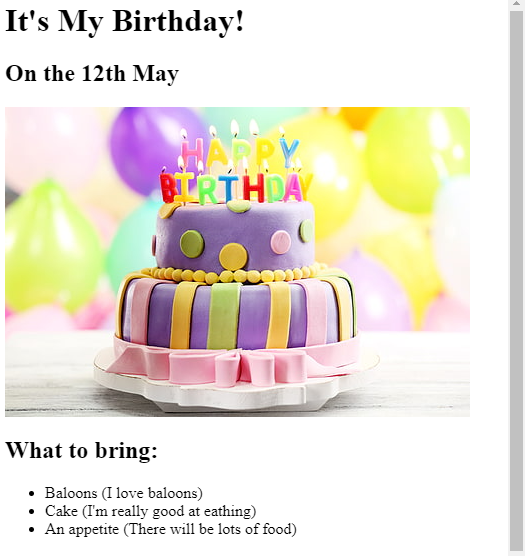 It's My Birthday!
On the 12th May
HAPPY
BIRTHDAY
What to bring:
Baloons (I love baloons)
Cake (I'm really good at eathing)
An appetite (There will be lots of food)